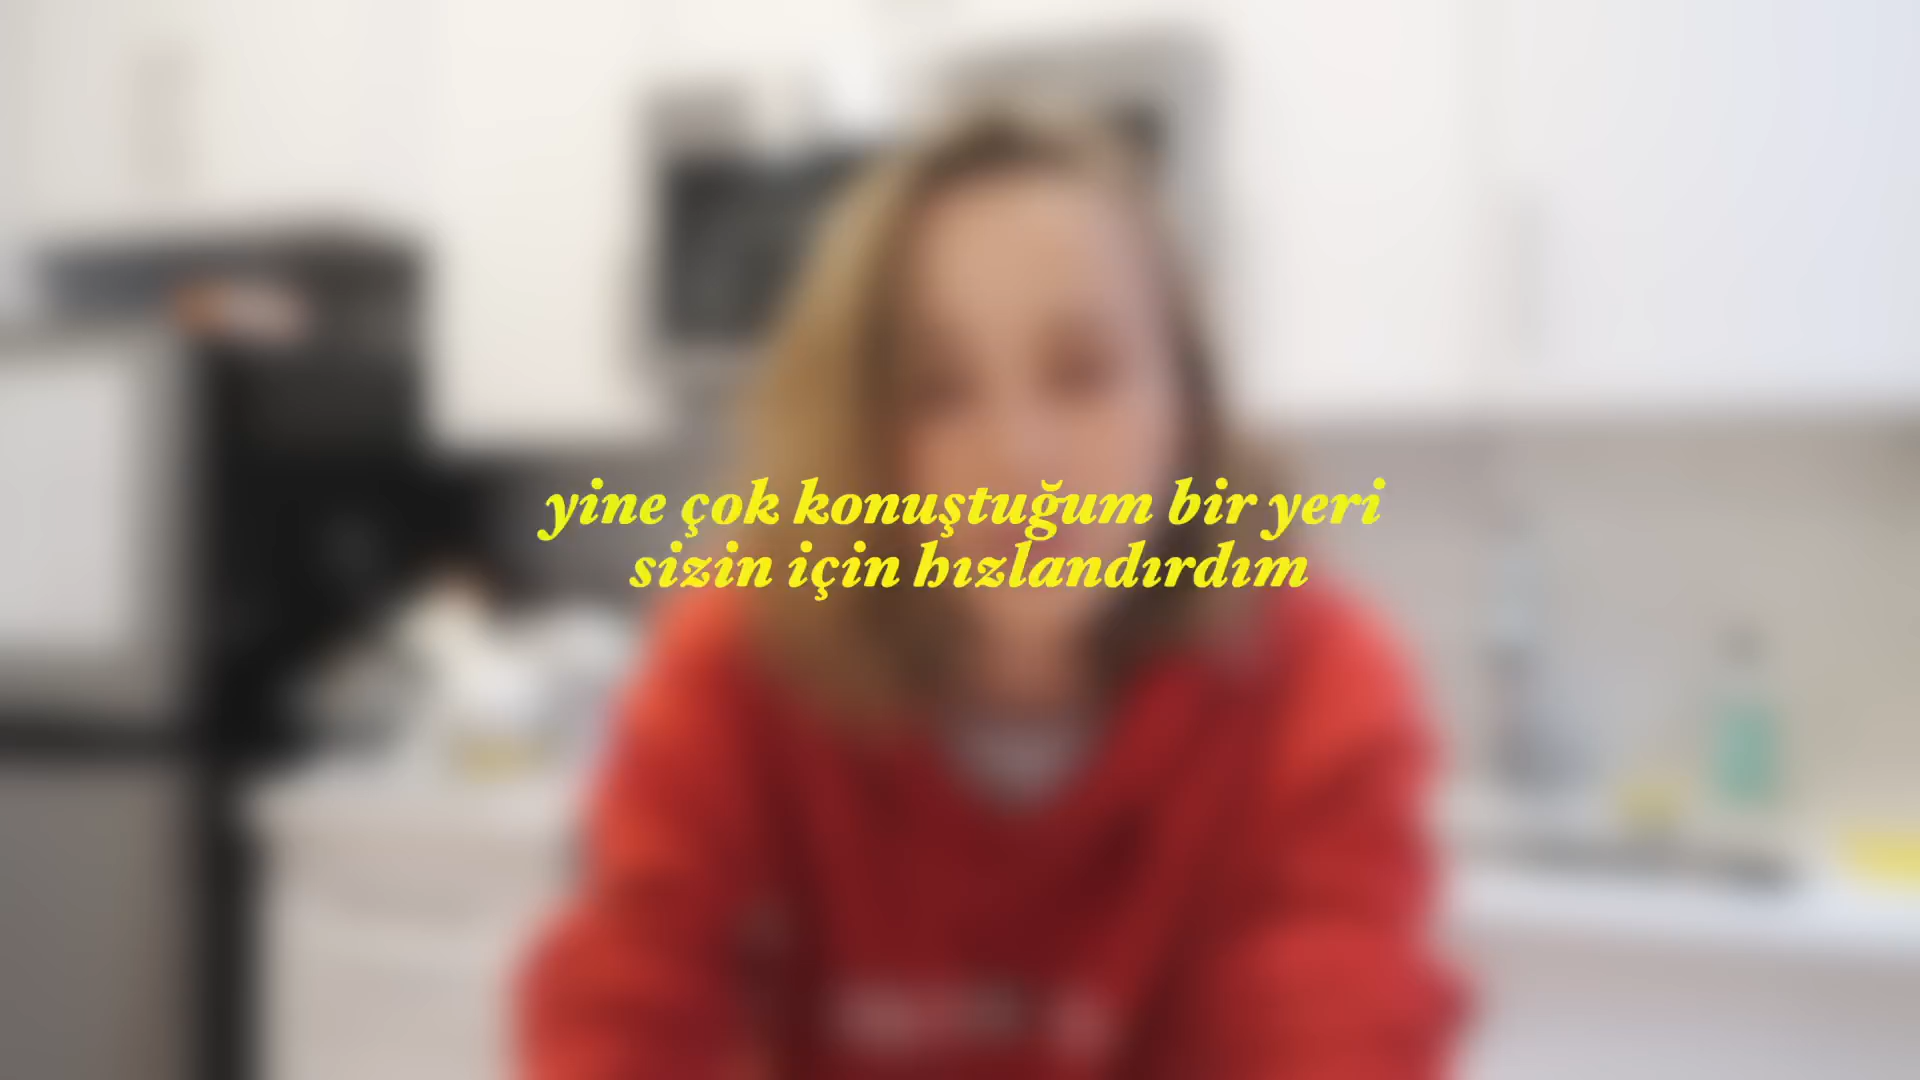 yine çok konuştuğum bir yeri
sizin için hızlandırdım